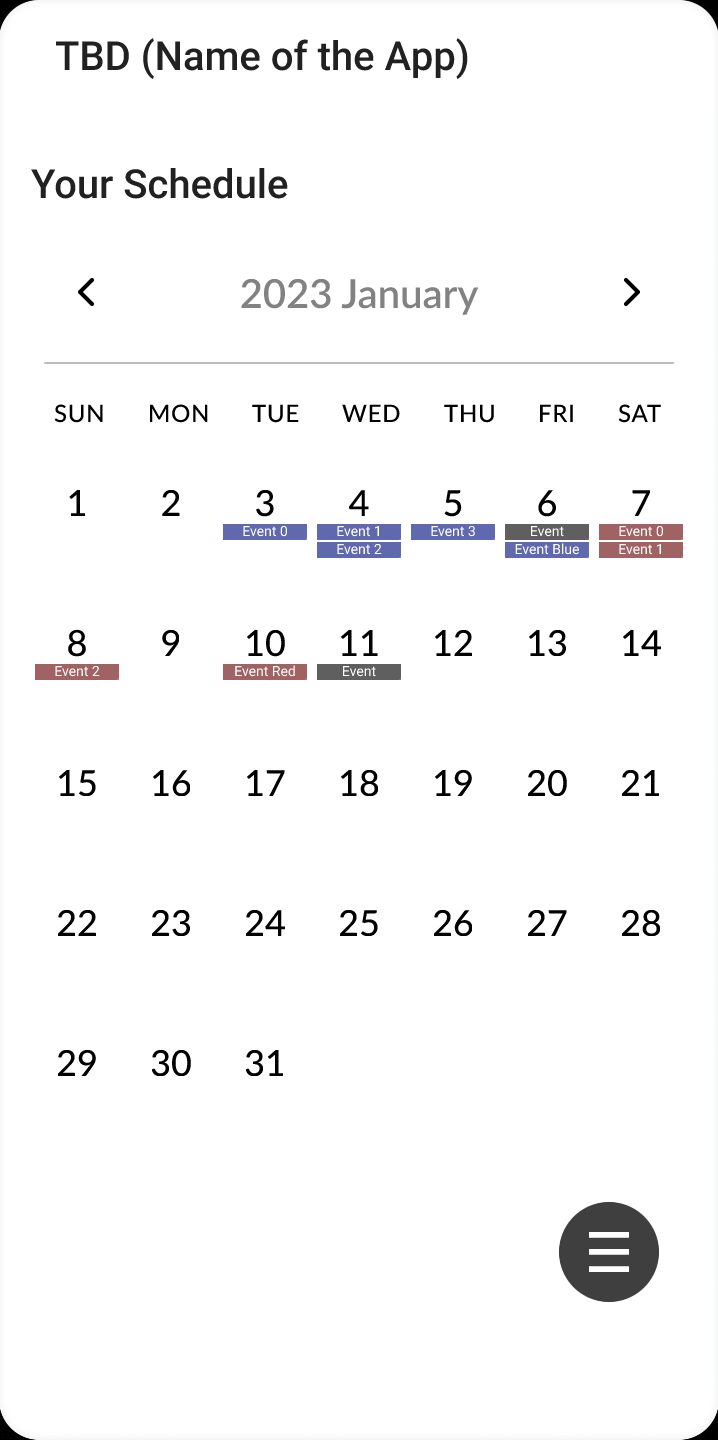 TBD (Name of the App)
Your Schedule
2023 January
SUN MON TUE WED THU FRI SAT
1 2 3 4 5 6 7
Event 0 Event 1 Event 3 Event Event 0
Event 2 Event Blue Event 1
8 9 10 11 12 13 14
Event 2 Event Red Event
15 16 17 18 19 20 21
22 23 24 25 26 27 28
29 30 31